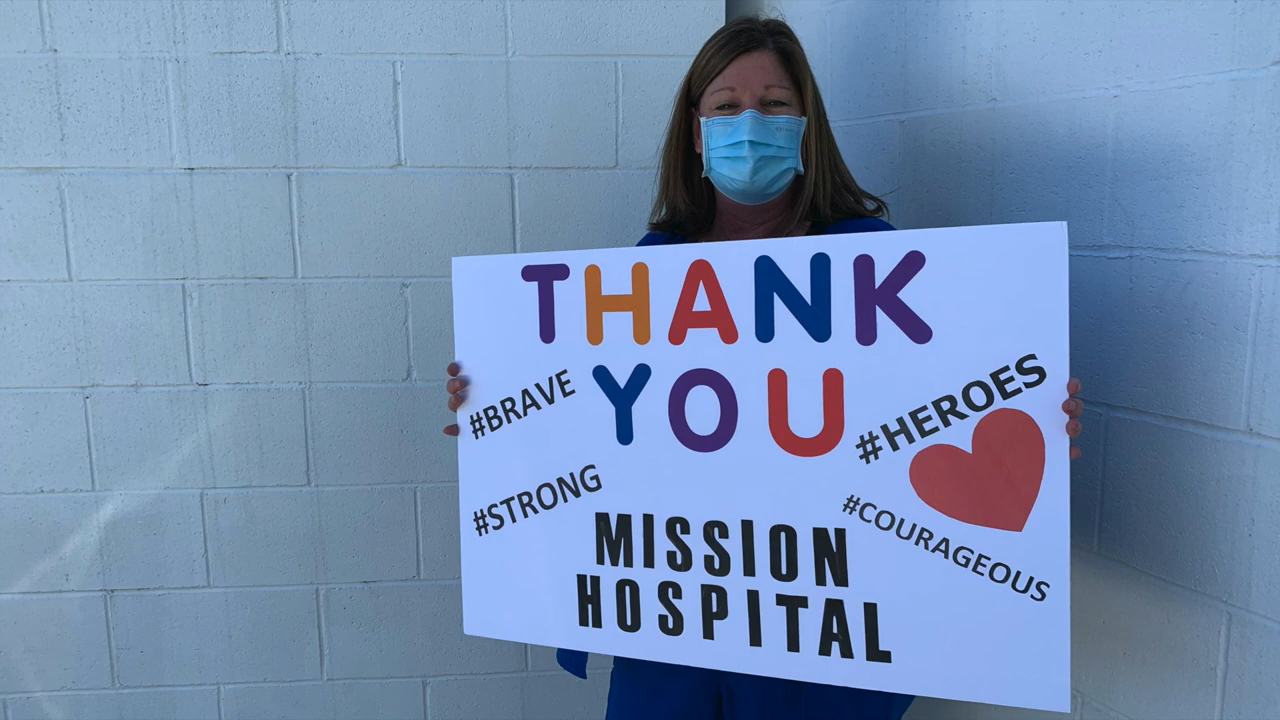 THANK
YOU
#BRAVE
#HEROES
#STRONG
#COURAGEOUS
MISSION
HOSPITAL